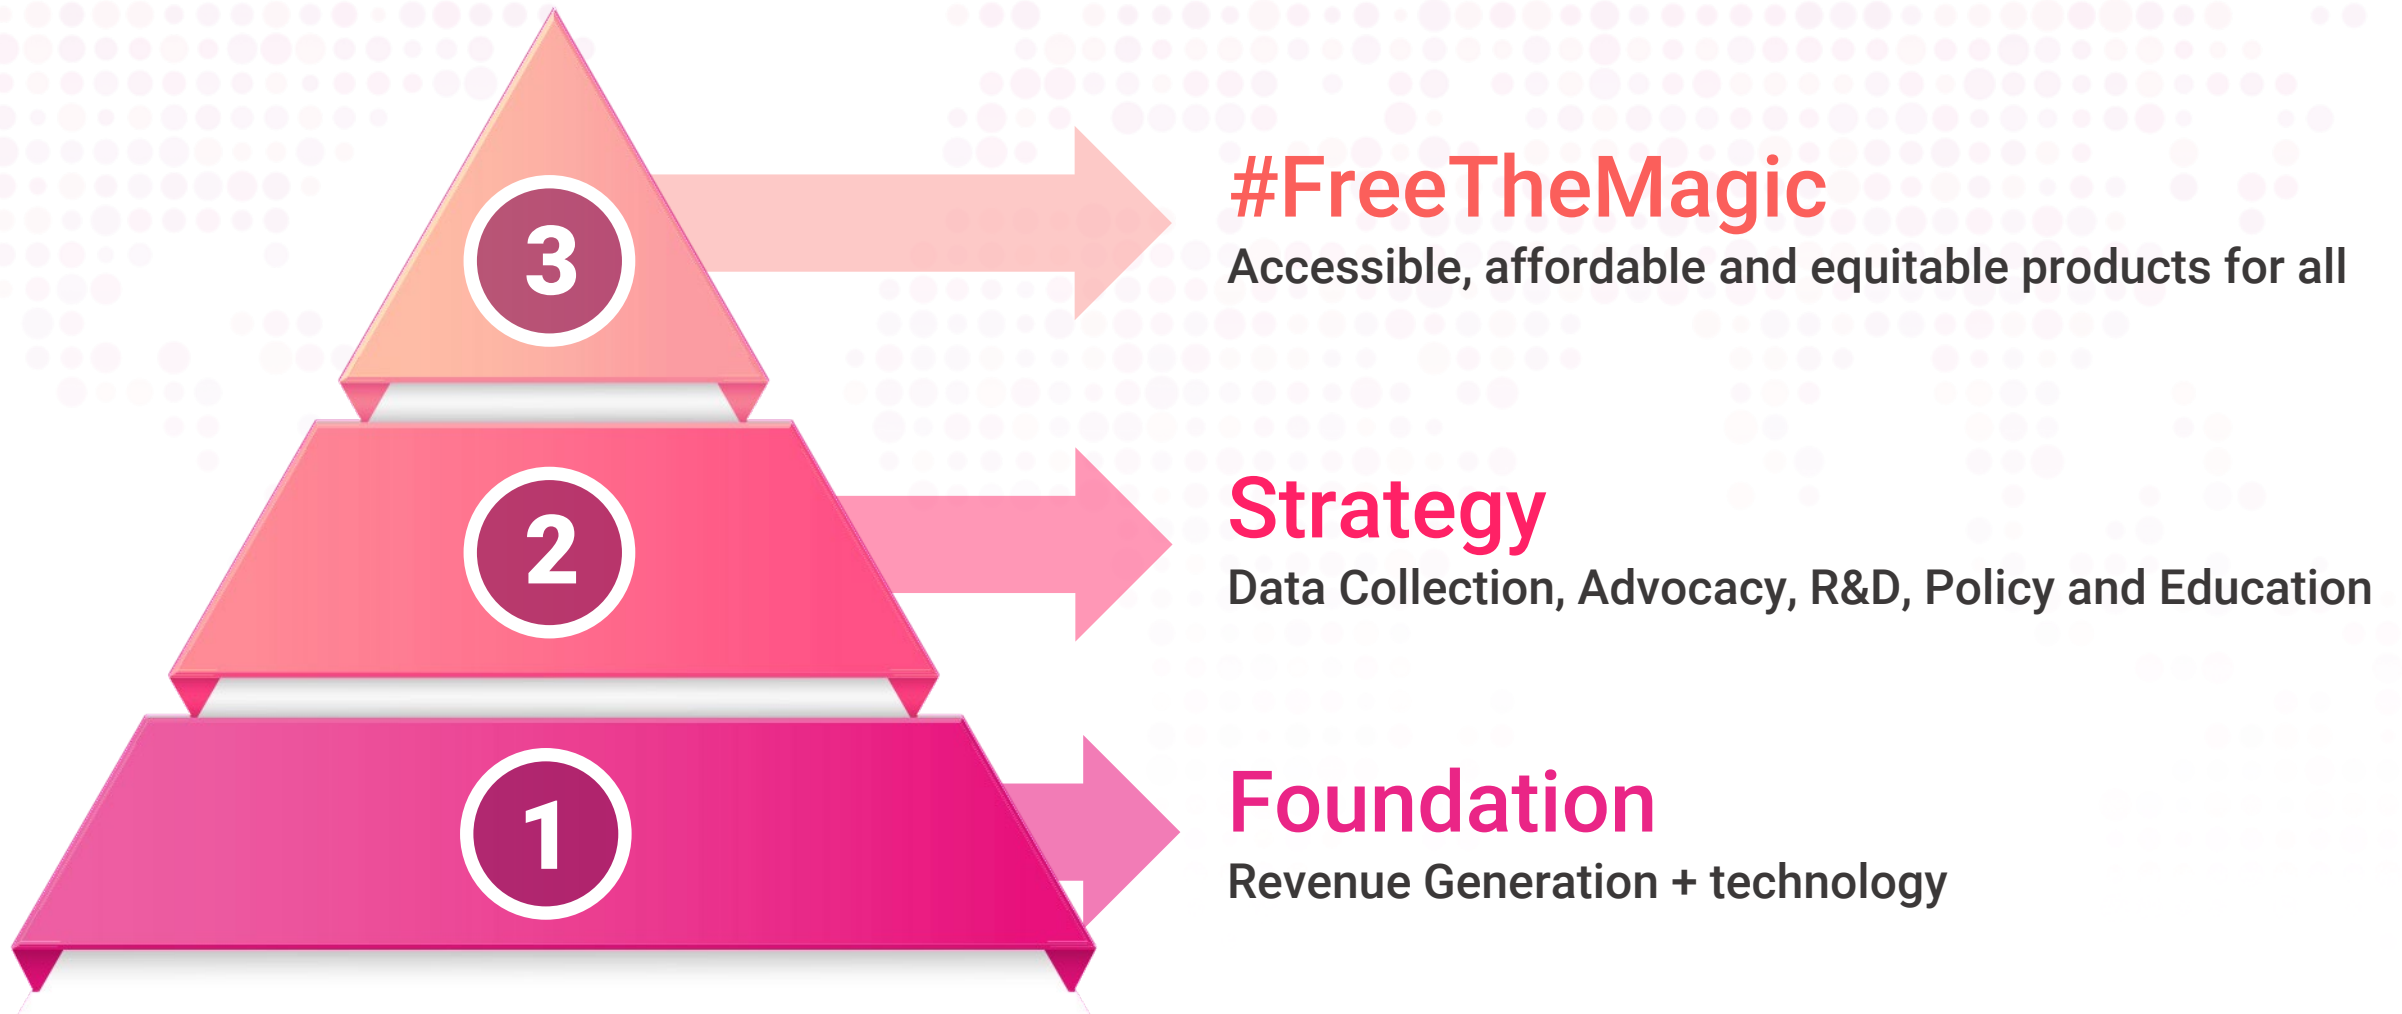 3
#FreeTheMagic
Accessible, affordable and equitable products for all
2
Strategy
Data Collection, Advocacy, R&D, Policy and Education
1
Foundation
Revenue Generation + technology